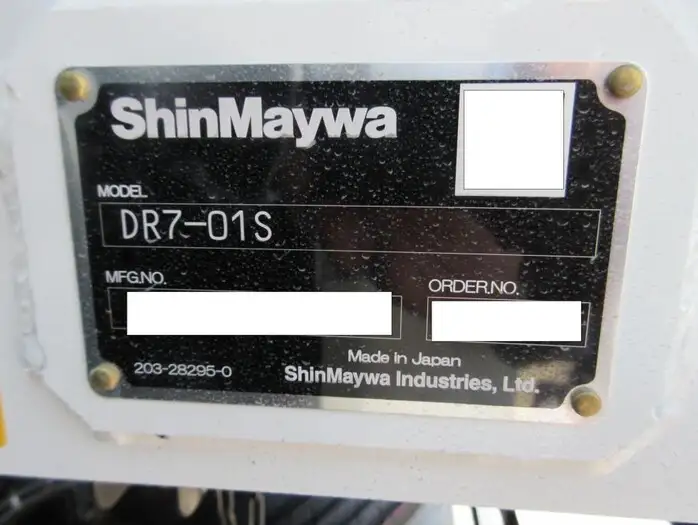 ShinMaywa
MODEL
DR7-01S
MFG.NO.
ORDER.NO.
203-28295-0
Made in Japan
ShinMaywa Industries, Ltd.